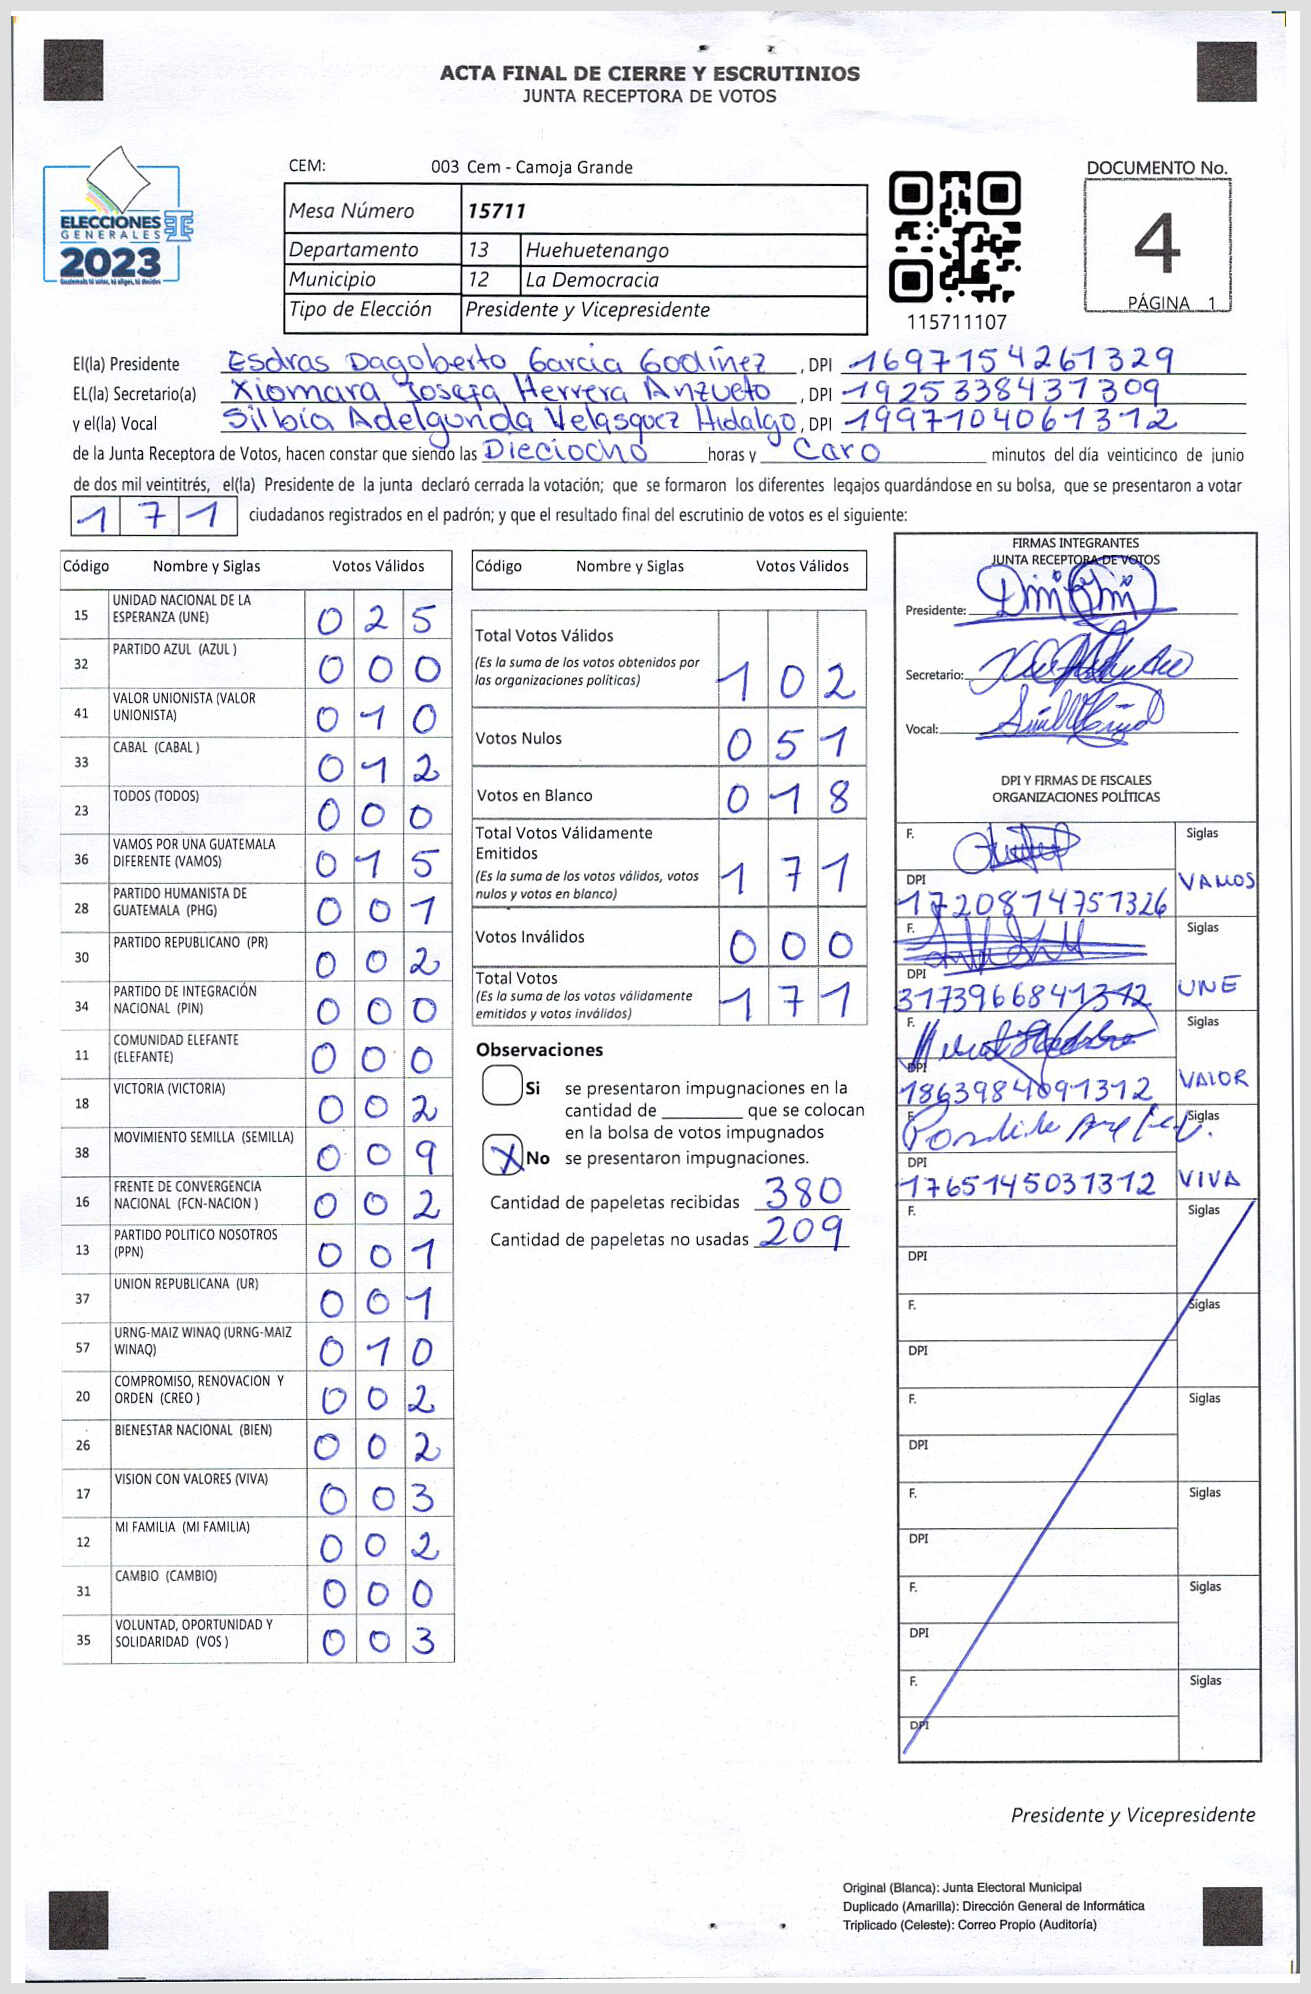 ACTA FINAL DE CIERRE Y ESCRUTINIOS
JUNTA RECEPTORA DE VOTOS
ELECCIONES
GENERALES
2023
CEM: 003 Cem - Camoja Grande
Mesa Número 15711
Departamento 13 Huehuetenango
Municipio 12 La Democracia
Tipo de Elección Presidente y Vicepresidente
115711107
DOCUMENTO No.
4
PÁGINA 1
El(la) Presidente Esdras Dagoberto Garcia Godínez, DPI 1697154261329
EL(la) Secretario(a) Xiomara Josefa Herrera Anzueto, DPI 1925338431309
y el(la) Vocal Silbia Adelgunda Velasquez Hidalgo, DPI 1997104061312
de la Junta Receptora de Votos, hacen constar que siendo las Dieciocho horas y Caro minutos del día veinticinco de junio
de dos mil veintitrés, el(la) Presidente de la junta declaró cerrada la votación; que se formaron los diferentes legajos guardándose en su bolsa, que se presentaron a votar
171 ciudadanos registrados en el padrón; y que el resultado final del escrutinio de votos es el siguiente:
Código Nombre y Siglas Votos Válidos
15 UNIDAD NACIONAL DE LA ESPERANZA (UNE) 025
32 PARTIDO AZUL (AZUL ) 000
41 VALOR UNIONISTA (VALOR UNIONISTA) 010
33 CABAL (CABAL ) 012
23 TODOS (TODOS) 000
36 VAMOS POR UNA GUATEMALA DIFERENTE (VAMOS) 015
28 PARTIDO HUMANISTA DE GUATEMALA (PHG) 001
30 PARTIDO REPUBLICANO (PR) 002
34 PARTIDO DE INTEGRACIÓN NACIONAL (PIN) 000
11 COMUNIDAD ELEFANTE (ELEFANTE) 000
18 VICTORIA (VICTORIA) 002
38 MOVIMIENTO SEMILLA (SEMILLA) 009
16 FRENTE DE CONVERGENCIA NACIONAL (FCN-NACION ) 002
13 PARTIDO POLITICO NOSOTROS (PPN) 001
37 UNION REPUBLICANA (UR) 001
57 URNG-MAIZ WINAQ (URNG-MAIZ WINAQ) 010
20 COMPROMISO, RENOVACION Y ORDEN (CREO ) 002
26 BIENESTAR NACIONAL (BIEN) 002
17 VISION CON VALORES (VIVA) 003
12 MI FAMILIA (MI FAMILIA) 002
31 CAMBIO (CAMBIO) 000
35 VOLUNTAD, OPORTUNIDAD Y SOLIDARIDAD (VOS ) 003
Código Nombre y Siglas Votos Válidos
Total Votos Válidos
(Es la suma de los votos obtenidos por
las organizaciones políticas) 102
Votos Nulos 051
Votos en Blanco 018
Total Votos Válidamente
Emitidos
(Es la suma de los votos válidos, votos
nulos y votos en blanco) 171
Votos Inválidos 000
Total Votos
(Es la suma de los votos válidamente
emitidos y votos inválidos) 171
Observaciones
Si se presentaron impugnaciones en la
cantidad de ________ que se colocan
en la bolsa de votos impugnados
X No se presentaron impugnaciones.
Cantidad de papeletas recibidas 380
Cantidad de papeletas no usadas 209
FIRMAS INTEGRANTES
JUNTA RECEPTORA DE VOTOS
Presidente:
Secretario:
Vocal:
DPI Y FIRMAS DE FISCALES
ORGANIZACIONES POLÍTICAS
F. Siglas
DPI VAMOS
1720814751326
F. Siglas
DPI UNE
3173966841312
F. Siglas
DPI VALOR
1863984091312
F. Siglas
DPI
1765145031312 VIVA
F. Siglas
DPI
F. Siglas
DPI
F. Siglas
DPI
F. Siglas
DPI
F. Siglas
DPI
F. Siglas
DPI
Presidente y Vicepresidente
Original (Blanca): Junta Electoral Municipal
Duplicado (Amarilla): Dirección General de Informática
Triplicado (Celeste): Correo Propio (Auditoría)